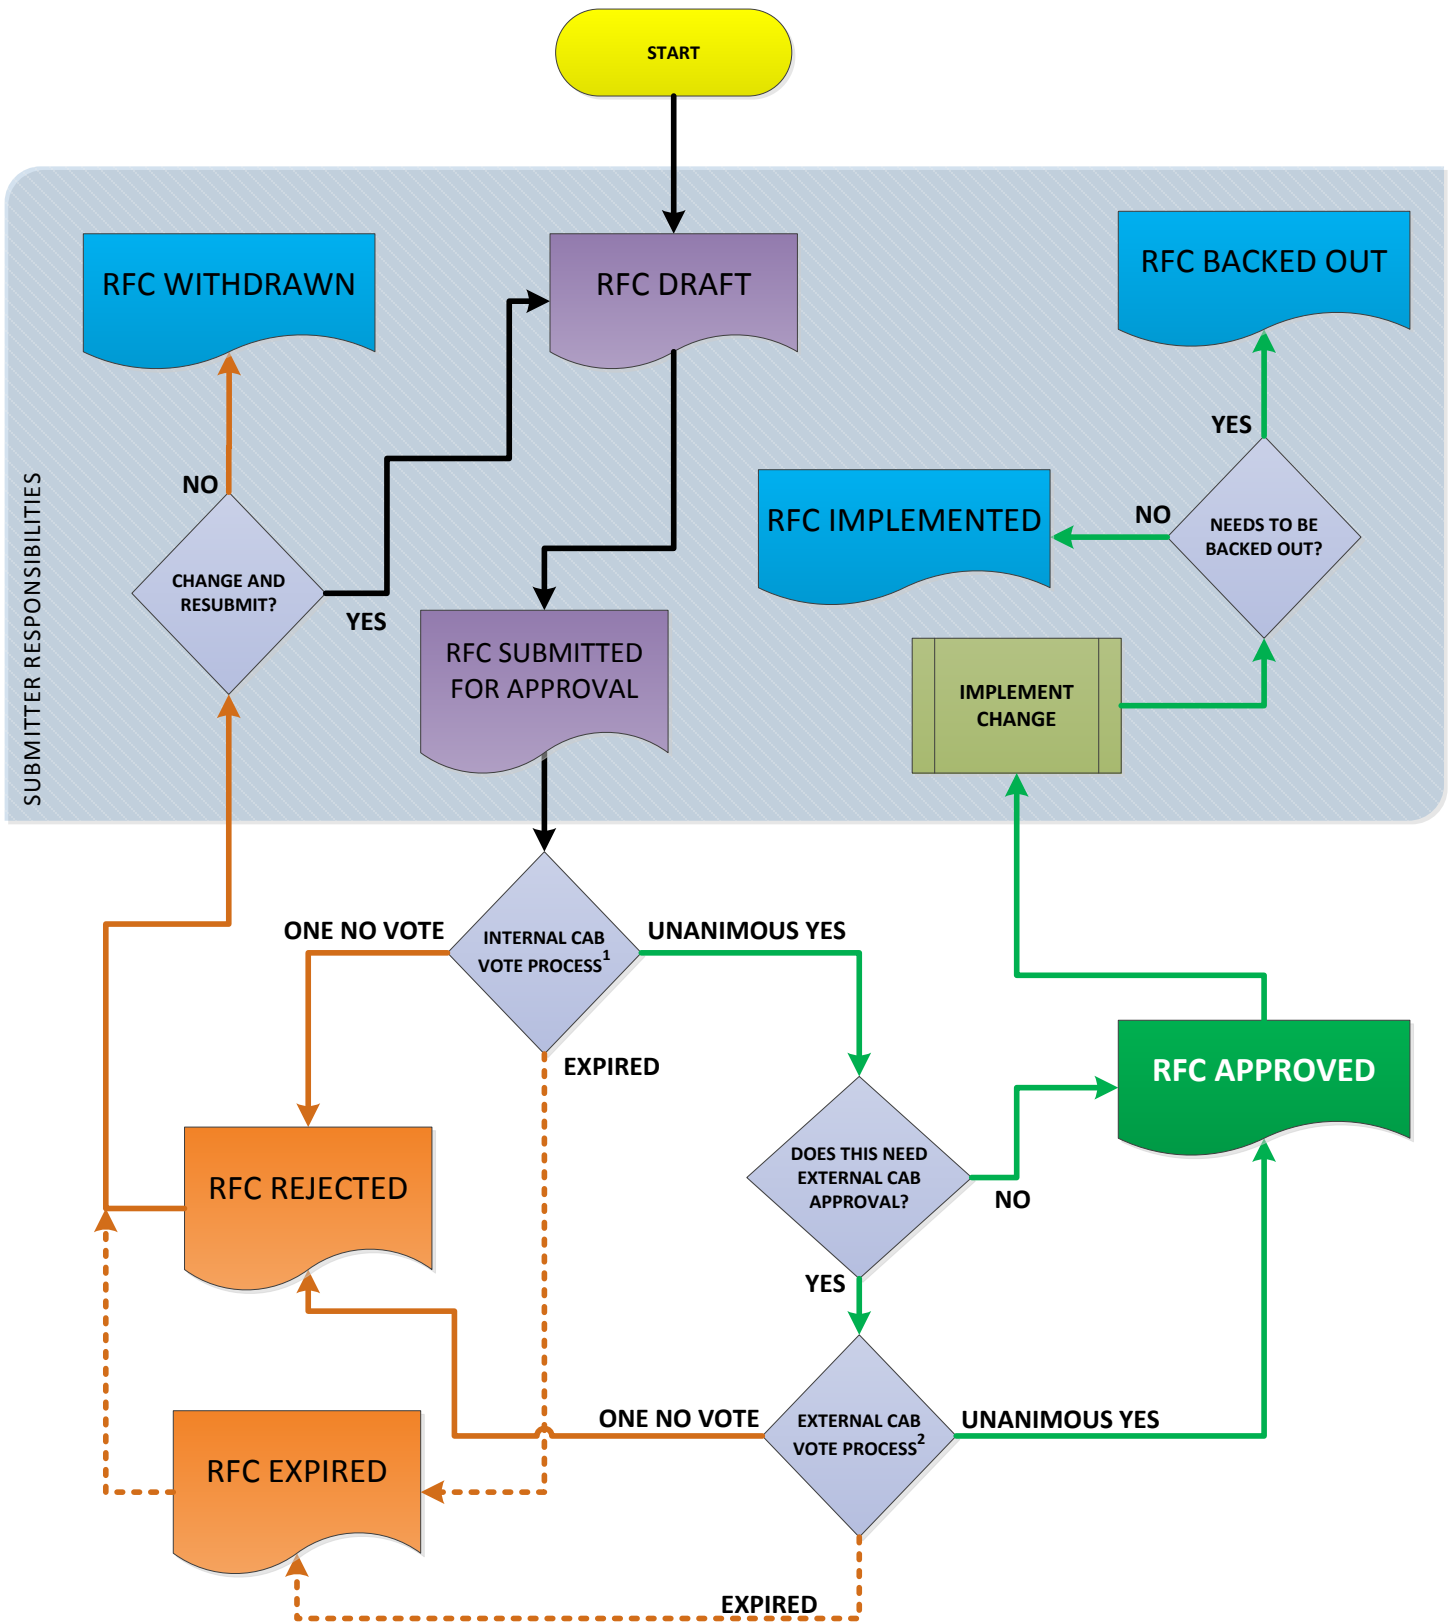 START
RFC WITHDRAWN
RFC DRAFT
RFC BACKED OUT
YES
NO
RFC IMPLEMENTED
NO
NEEDS TO BE
BACKED OUT?
SUBMITTER RESPONSIBILITIES
CHANGE AND
RESUBMIT?
YES
RFC SUBMITTED
FOR APPROVAL
IMPLEMENT
CHANGE
ONE NO VOTE
INTERNAL CAB
VOTE PROCESS1
UNANIMOUS YES
EXPIRED
RFC APPROVED
DOES THIS NEED
EXTERNAL CAB
APPROVAL?
NO
RFC REJECTED
YES
ONE NO VOTE
EXTERNAL CAB
VOTE PROCESS2
UNANIMOUS YES
RFC EXPIRED
EXPIRED